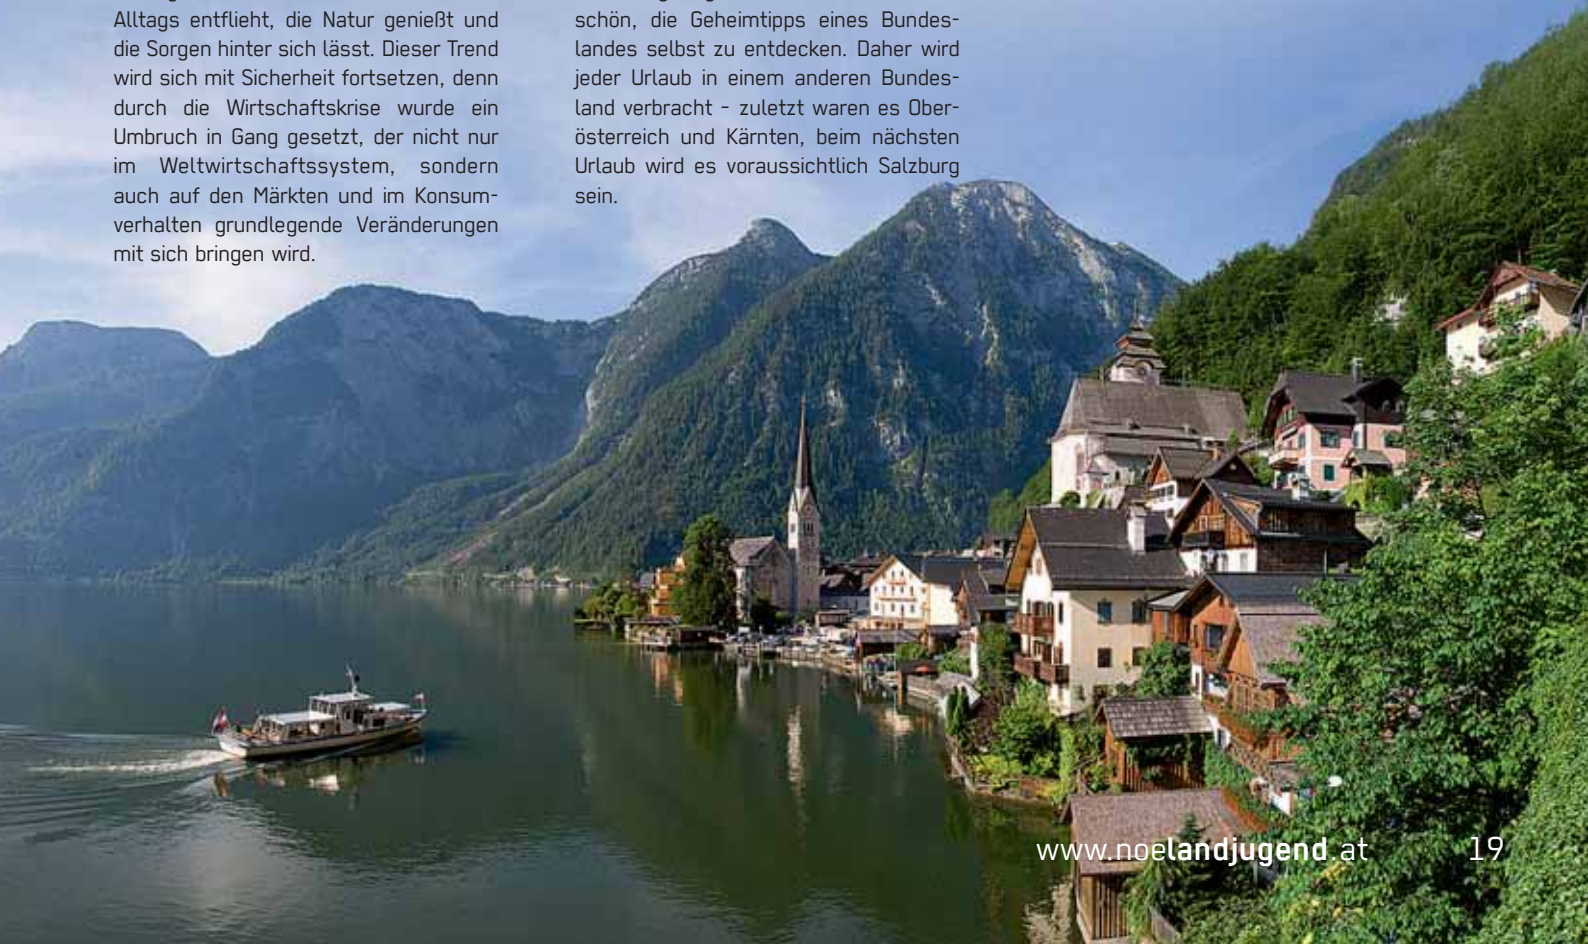 Alltags entflieht, die Natur genießt und
die Sorgen hinter sich lässt. Dieser Trend
wird sich mit Sicherheit fortsetzen, denn
durch die Wirtschaftskrise wurde ein
Umbruch in Gang gesetzt, der nicht nur
im Weltwirtschaftssystem, sondern
auch auf den Märkten und im Konsum-
verhalten grundlegende Veränderungen
mit sich bringen wird.
schön, die Geheimtipps eines Bundes-
landes selbst zu entdecken. Daher wird
jeder Urlaub in einem anderen Bundes-
land verbracht - zuletzt waren es Ober-
österreich und Kärnten, beim nächsten
Urlaub wird es voraussichtlich Salzburg
sein.
www.noelandjugend.at
19